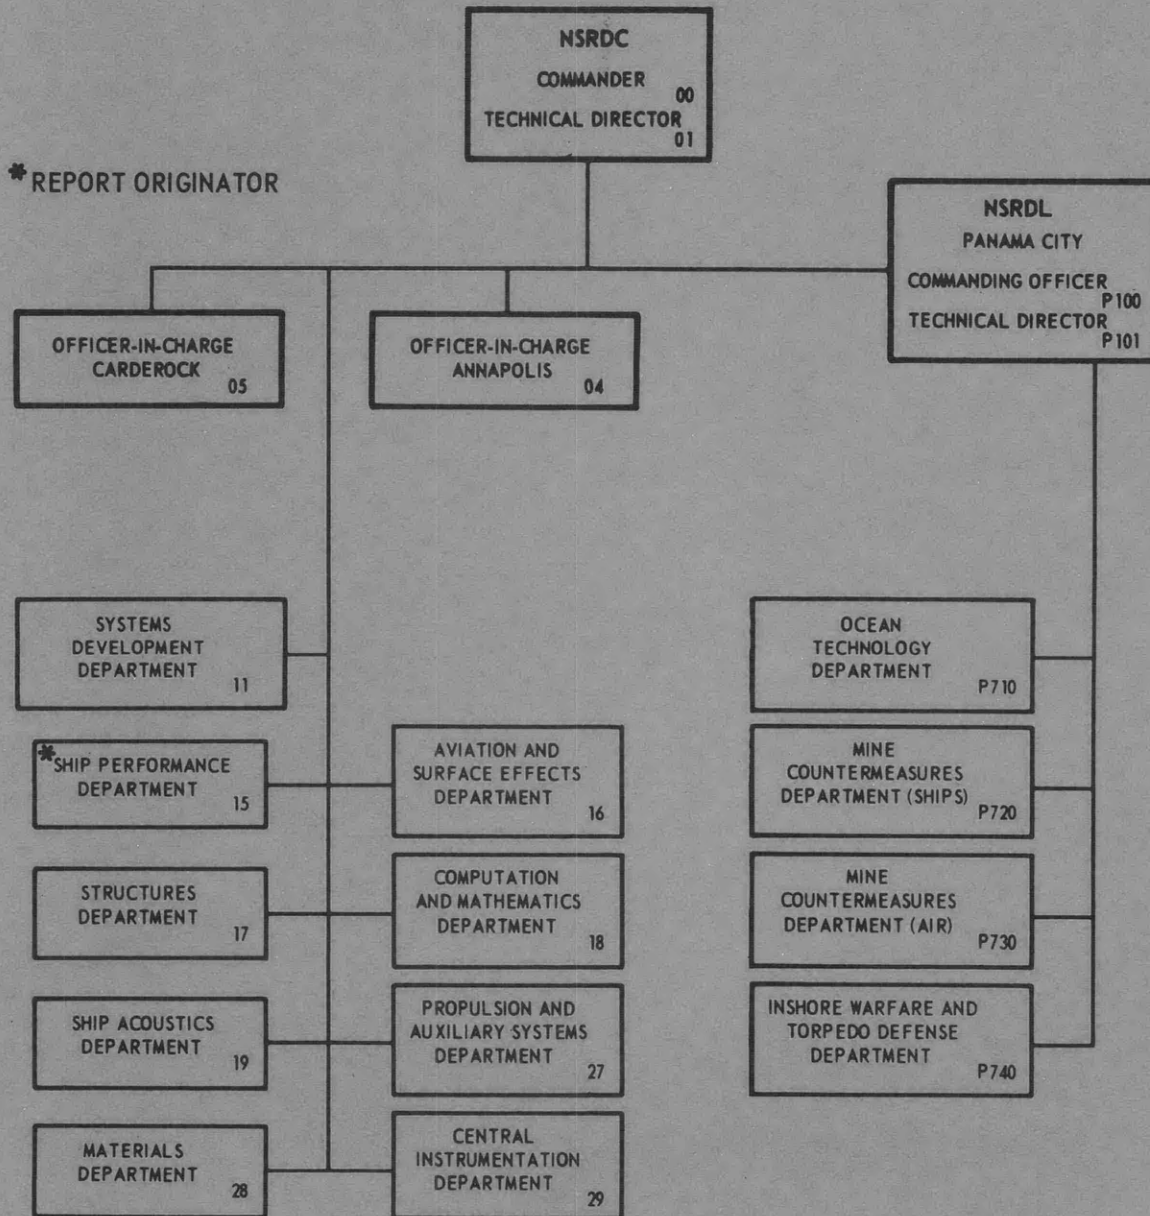 NSRDC
COMMANDER
00
TECHNICAL DIRECTOR
01
* REPORT ORIGINATOR
NSRDL
PANAMA CITY
COMMANDING OFFICER
P100
TECHNICAL DIRECTOR
P101
OFFICER-IN-CHARGE
CARDEROCK
05
OFFICER-IN-CHARGE
ANNAPOLIS
04
SYSTEMS
DEVELOPMENT
DEPARTMENT
11
* SHIP PERFORMANCE
DEPARTMENT
15
AVIATION AND
SURFACE EFFECTS
DEPARTMENT
16
STRUCTURES
DEPARTMENT
17
COMPUTATION
AND MATHEMATICS
DEPARTMENT
18
SHIP ACOUSTICS
DEPARTMENT
19
PROPULSION AND
AUXILIARY SYSTEMS
DEPARTMENT
27
MATERIALS
DEPARTMENT
28
CENTRAL
INSTRUMENTATION
DEPARTMENT
29
OCEAN
TECHNOLOGY
DEPARTMENT
P710
MINE
COUNTERMEASURES
DEPARTMENT (SHIPS)
P720
MINE
COUNTERMEASURES
DEPARTMENT (AIR)
P730
INSHORE WARFARE AND
TORPEDO DEFENSE
DEPARTMENT
P740